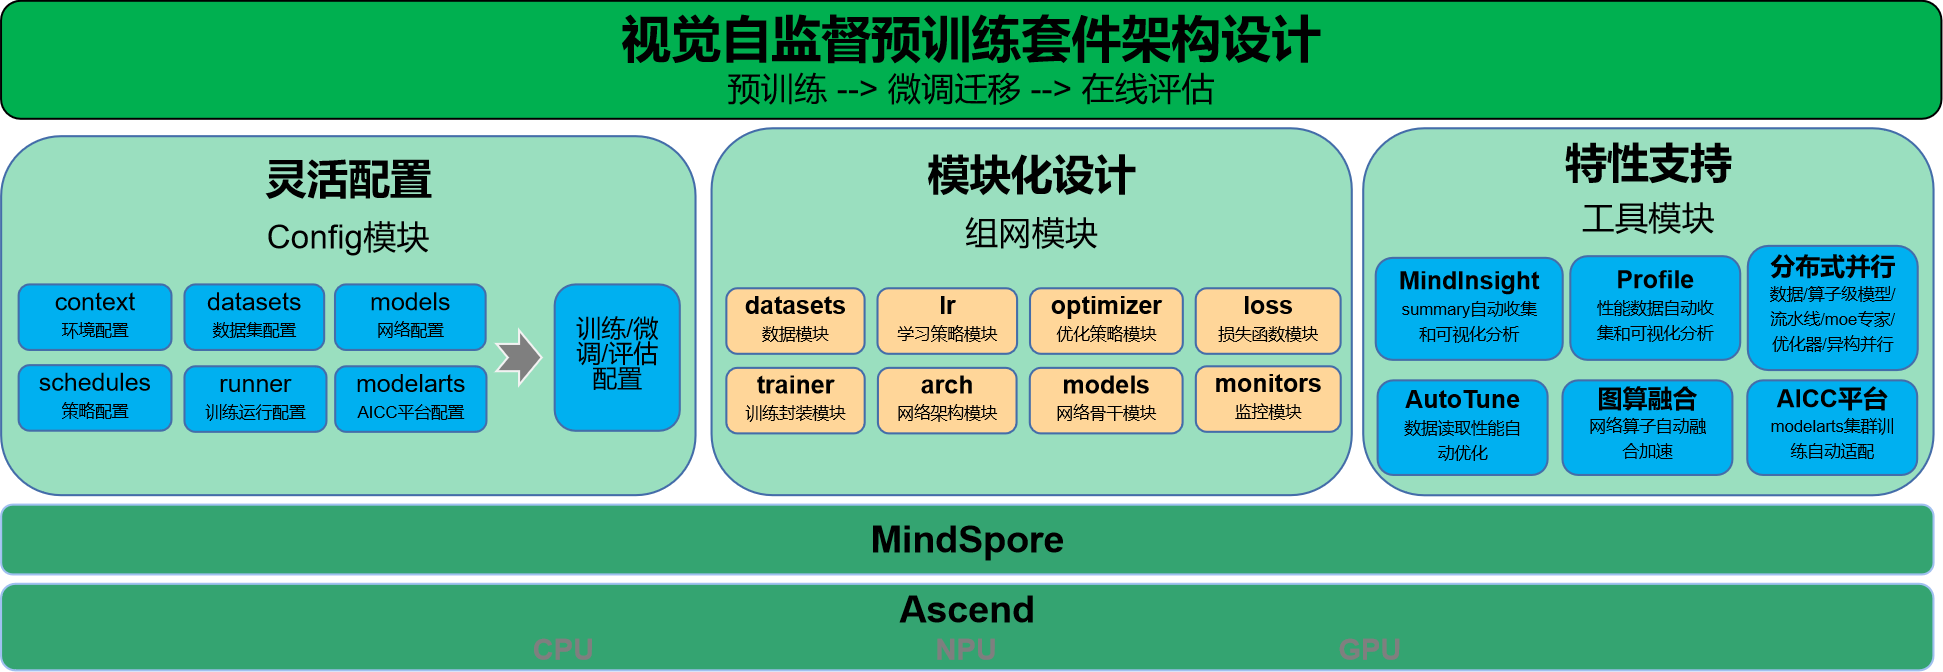 视觉自监督预训练套件架构设计
预训练 --> 微调迁移 --> 在线评估
灵活配置
Config模块
context
环境配置
datasets
数据集配置
models
网络配置
schedules
策略配置
runner
训练运行配置
modelarts
AICC平台配置
训练/微
调/评估
配置
模块化设计
组网模块
datasets
数据模块
lr
学习策略模块
optimizer
优化策略模块
loss
损失函数模块
trainer
训练封装模块
arch
网络架构模块
models
网络骨干模块
monitors
监控模块
特性支持
工具模块
MindInsight
summary自动收集
和可视化分析
Profile
性能数据自动收
集和可视化分析
分布式并行
数据/算子级模型/
流水线/moe专家/
优化器/异构并行
AutoTune
数据读取性能自
动优化
图算融合
网络算子自动融
合加速
AICC平台
modelarts集群训
练自动适配
MindSpore
Ascend
CPU
NPU
GPU